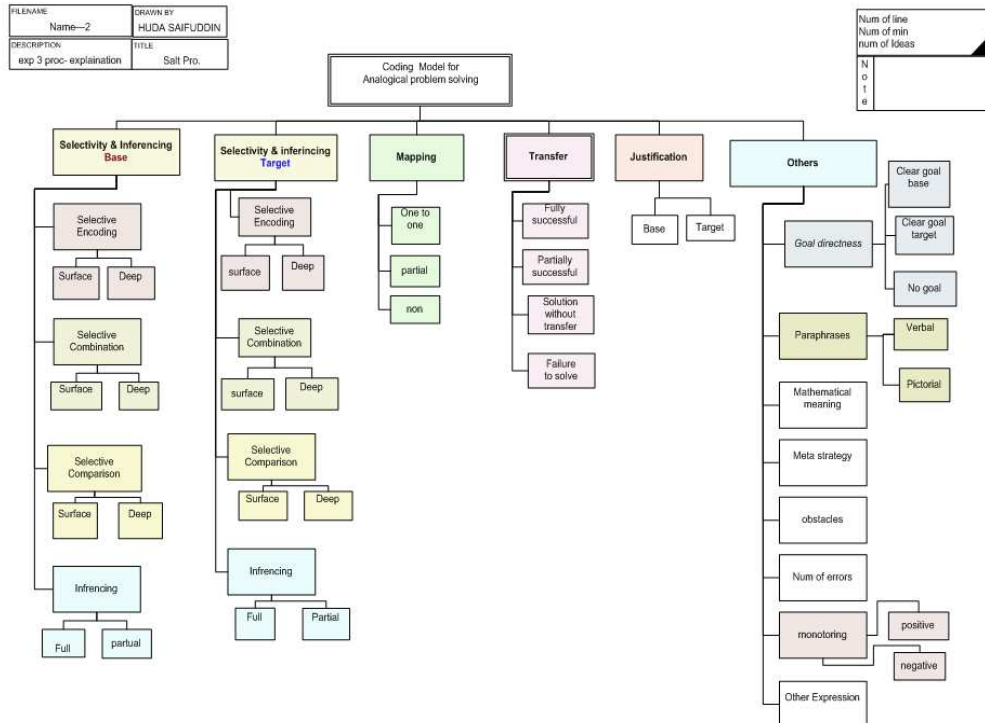 FILENAME
Name---2
DRAWN BY
HUDA SAIFUDDIN
DESCRIPTION
exp 3 proc- explaination
TITLE
Salt Pro.
Num of line
Num of min
num of Ideas
N
o
t
e
Coding Model for
Analogical problem solving
Selectivity & Inferencing
Base
Selectivity & inferincing
Target
Mapping
Transfer
Justification
Others
Selective
Encoding
Surface
Deep
Selective
Combination
Surface
Deep
Selective
Comparison
Surface
Deep
Infrencing
Full
partual
Selective
Encoding
surface
Deep
Selective
Combination
surface
Deep
Selective
Comparison
Surface
Deep
Infrencing
Full
Partial
One to
one
partial
non
Fully
successful
Partially
successful
Solution
without
transfer
Failure
to solve
Base
Target
Goal directness
Clear goal
base
Clear goal
target
No goal
Paraphrases
Verbal
Pictorial
Mathematical
meaning
Meta strategy
obstacles
Num of errors
monotoring
positive
negative
Other Expression